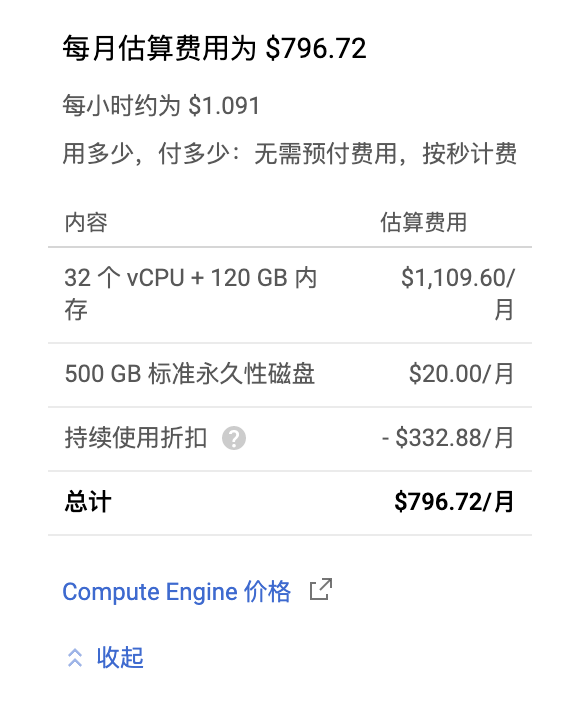 每月估算费用为 $796.72
每小时约为 $1.091
用多少，付多少：无需预付费用，按秒计费
内容 估算费用
32 个 vCPU + 120 GB 内存 $1,109.60/月
500 GB 标准永久性磁盘 $20.00/月
持续使用折扣 ? - $332.88/月
总计 $796.72/月
Compute Engine 价格
收起